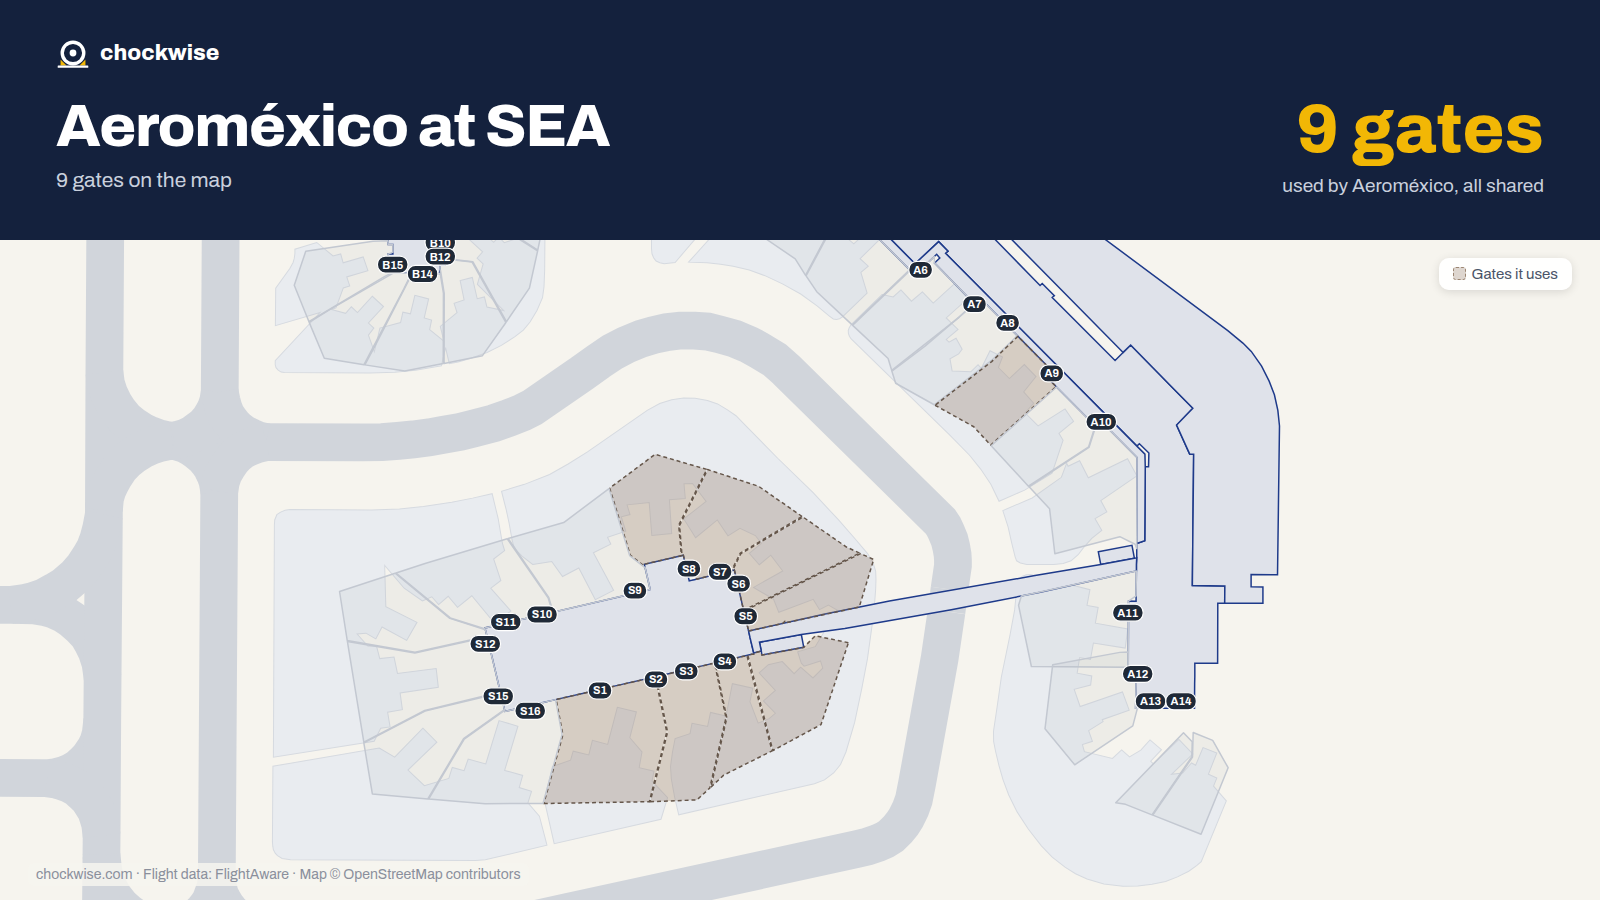 chockwise
Aeroméxico at SEA
9 gates on the map
9 gates
used by Aeroméxico, all shared
Gates it uses
B10
B12
B15
B14
A6
A7
A8
A9
A10
S8
S7
S6
S9
S5
S10
S11
S12
A11
S4
S3
S2
S1
S15
S16
A12
A13
A14
chockwise.com · Flight data: FlightAware · Map © OpenStreetMap contributors